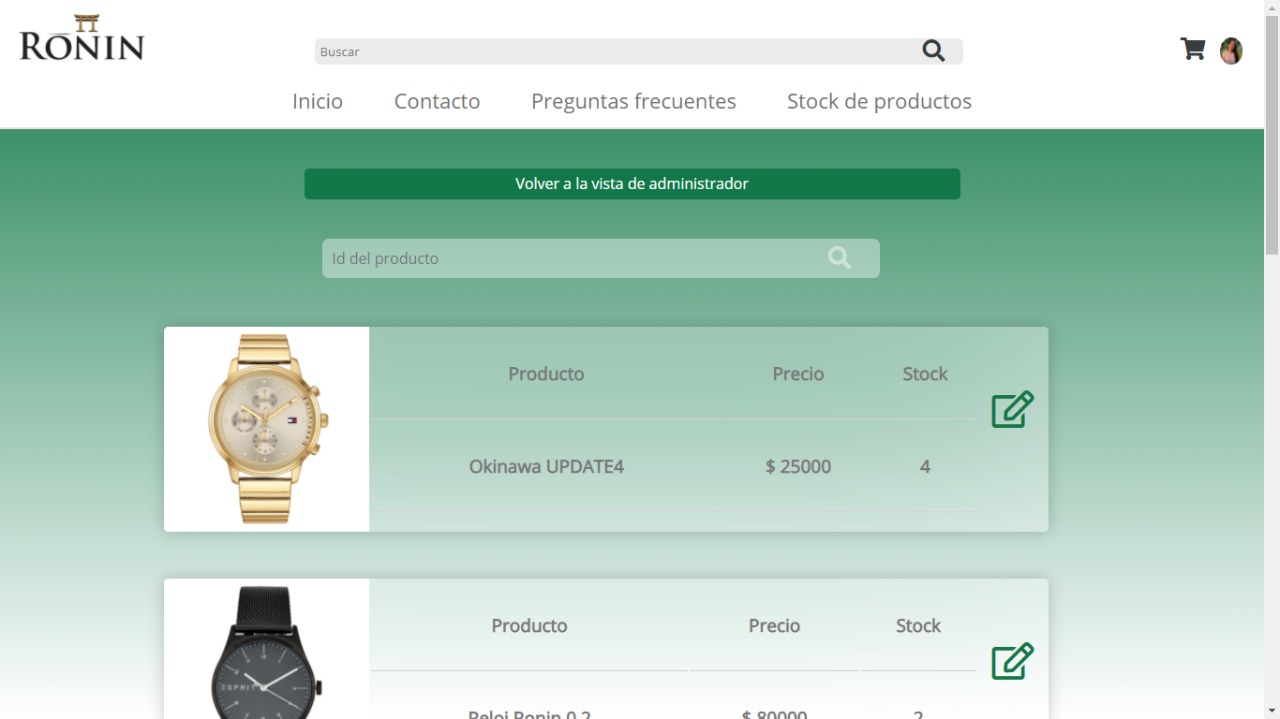 RONIN
Buscar
Inicio Contacto Preguntas frecuentes Stock de productos
Volver a la vista de administrador
Id del producto
Producto Precio Stock
Okinawa UPDATE4 $ 25000 4
Producto Precio Stock
ESPRIT
Reloj Ronin 0.2 $ 80000 2